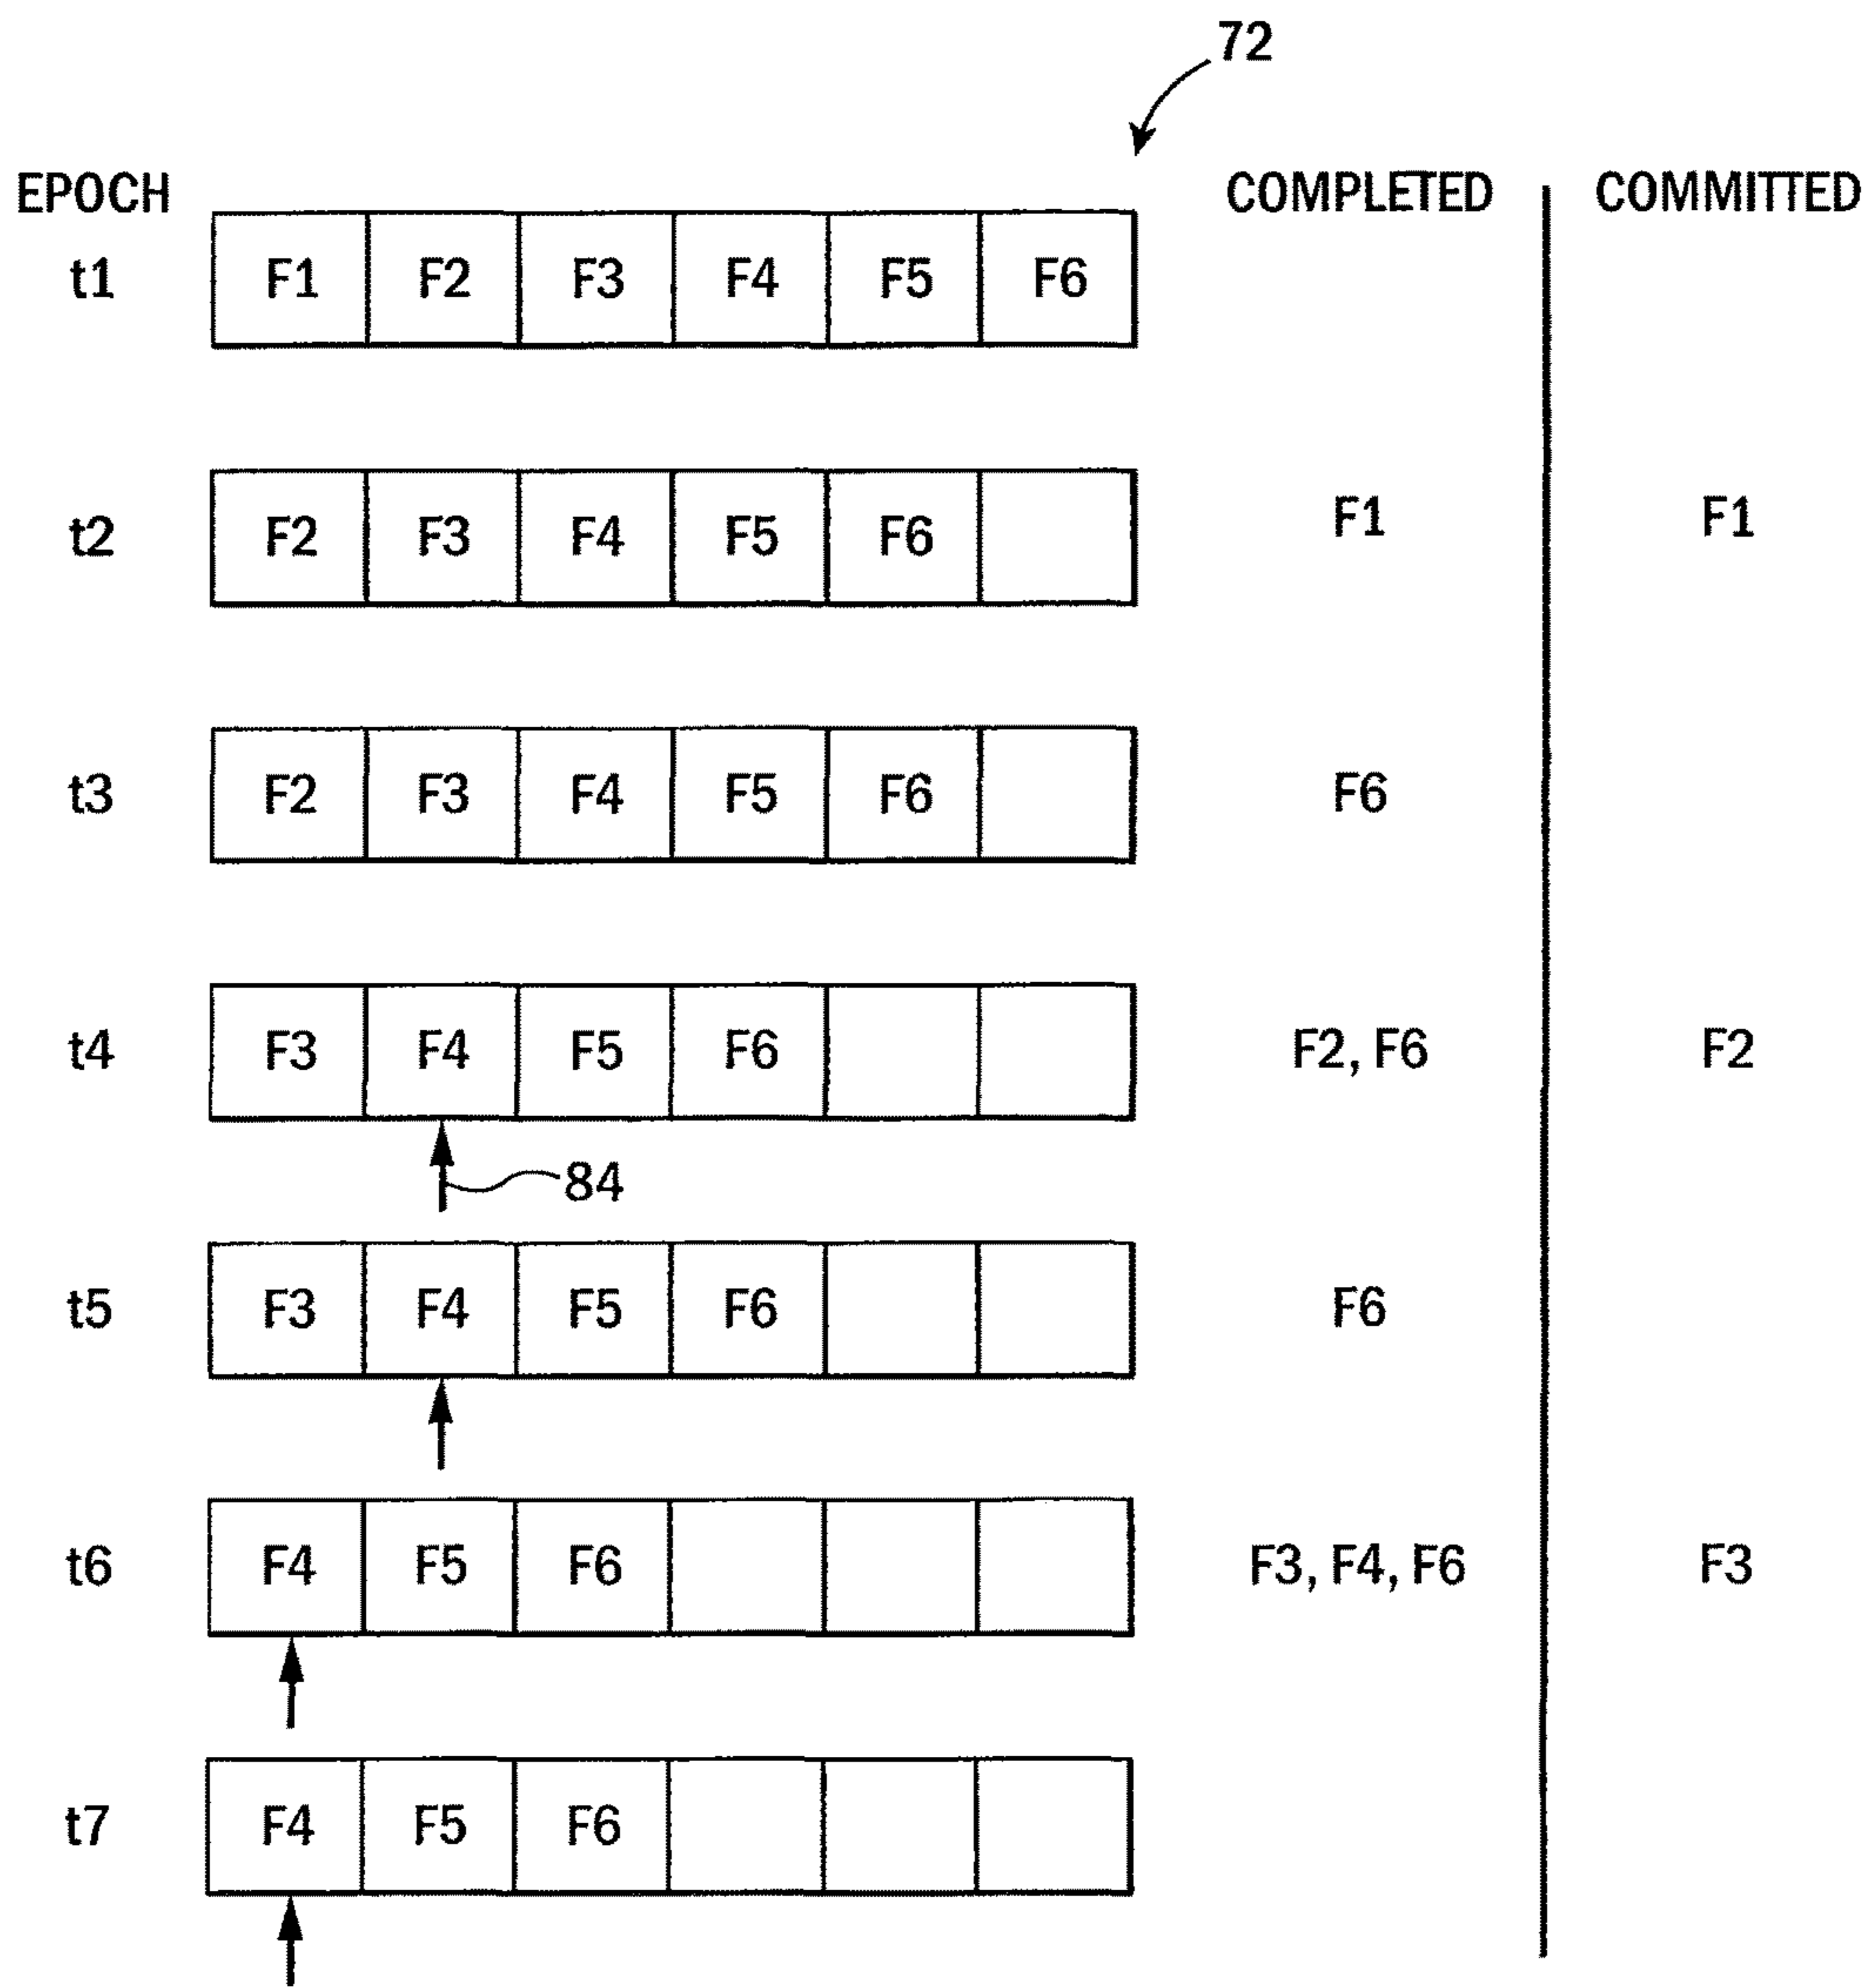 72
EPOCH COMPLETED COMMITTED
t1 F1 F2 F3 F4 F5 F6
t2 F2 F3 F4 F5 F6 F1 F1
t3 F2 F3 F4 F5 F6 F6
t4 F3 F4 F5 F6 F2, F6 F2
84
t5 F3 F4 F5 F6 F6
t6 F4 F5 F6 F3, F4, F6 F3
t7 F4 F5 F6